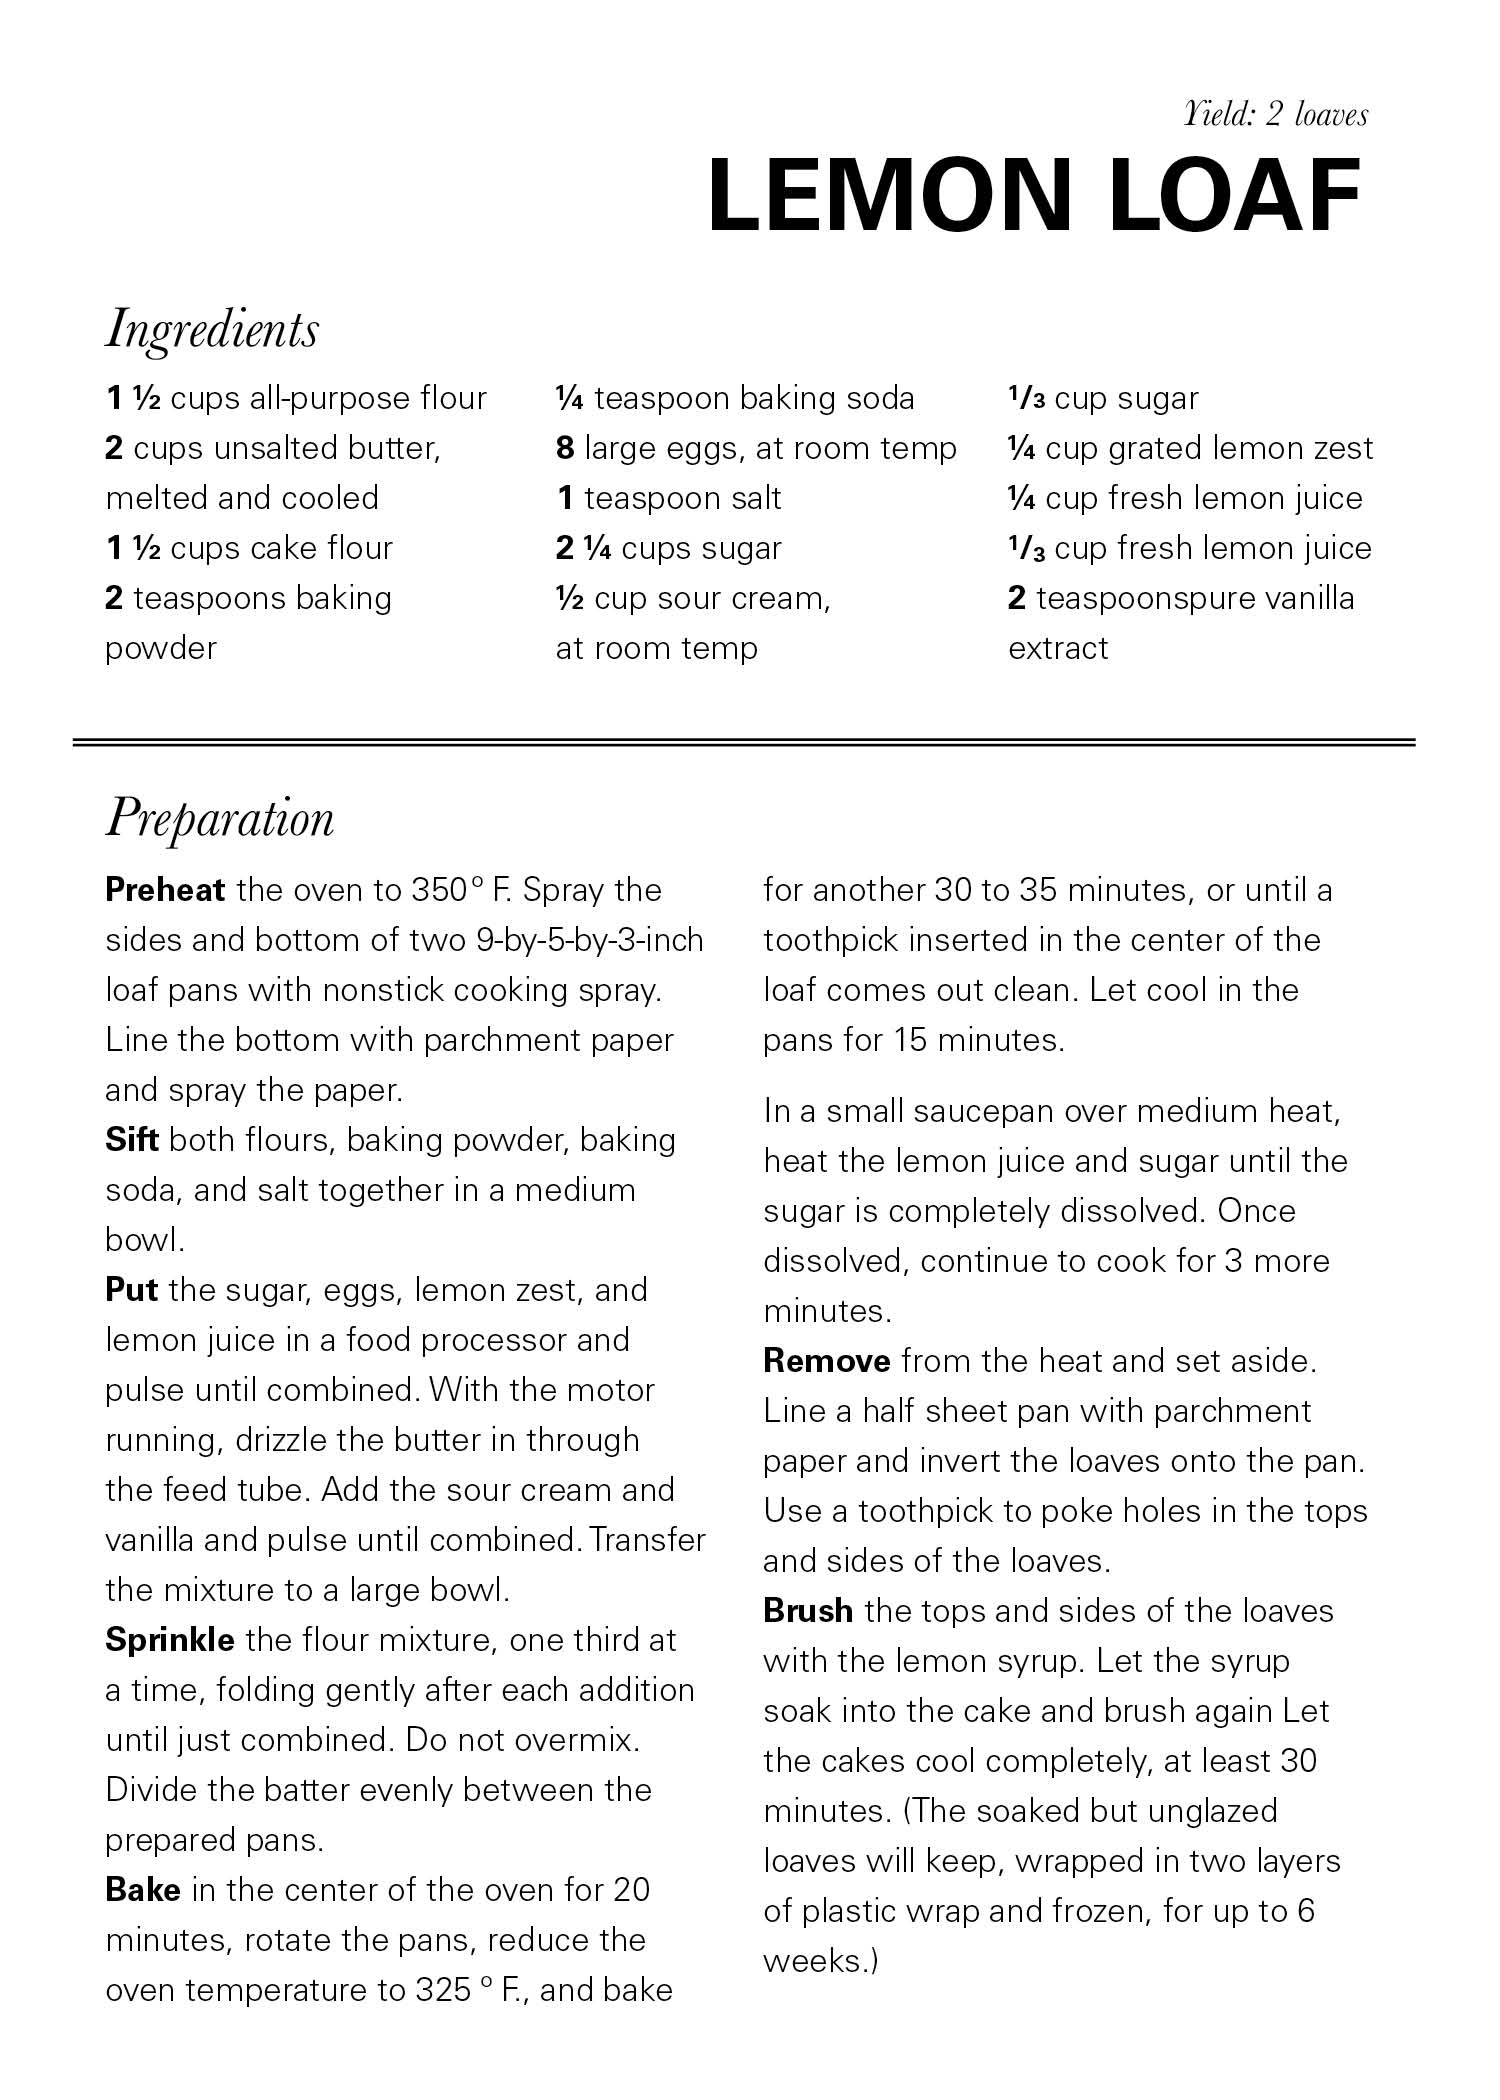 Yield: 2 loaves
LEMON LOAF
Ingredients
1 ½ cups all-purpose flour
2 cups unsalted butter,
melted and cooled
1 ½ cups cake flour
2 teaspoons baking
powder
¼ teaspoon baking soda
8 large eggs, at room temp
1 teaspoon salt
2 ¼ cups sugar
½ cup sour cream,
at room temp
1/3 cup sugar
¼ cup grated lemon zest
¼ cup fresh lemon juice
1/3 cup fresh lemon juice
2 teaspoonspure vanilla
extract
Preparation
Preheat the oven to 350º F. Spray the
sides and bottom of two 9-by-5-by-3-inch
loaf pans with nonstick cooking spray.
Line the bottom with parchment paper
and spray the paper.
Sift both flours, baking powder, baking
soda, and salt together in a medium
bowl.
Put the sugar, eggs, lemon zest, and
lemon juice in a food processor and
pulse until combined. With the motor
running, drizzle the butter in through
the feed tube. Add the sour cream and
vanilla and pulse until combined. Transfer
the mixture to a large bowl.
Sprinkle the flour mixture, one third at
a time, folding gently after each addition
until just combined. Do not overmix.
Divide the batter evenly between the
prepared pans.
Bake in the center of the oven for 20
minutes, rotate the pans, reduce the
oven temperature to 325 º F., and bake
for another 30 to 35 minutes, or until a
toothpick inserted in the center of the
loaf comes out clean. Let cool in the
pans for 15 minutes.
In a small saucepan over medium heat,
heat the lemon juice and sugar until the
sugar is completely dissolved. Once
dissolved, continue to cook for 3 more
minutes.
Remove from the heat and set aside.
Line a half sheet pan with parchment
paper and invert the loaves onto the pan.
Use a toothpick to poke holes in the tops
and sides of the loaves.
Brush the tops and sides of the loaves
with the lemon syrup. Let the syrup
soak into the cake and brush again Let
the cakes cool completely, at least 30
minutes. (The soaked but unglazed
loaves will keep, wrapped in two layers
of plastic wrap and frozen, for up to 6
weeks.)